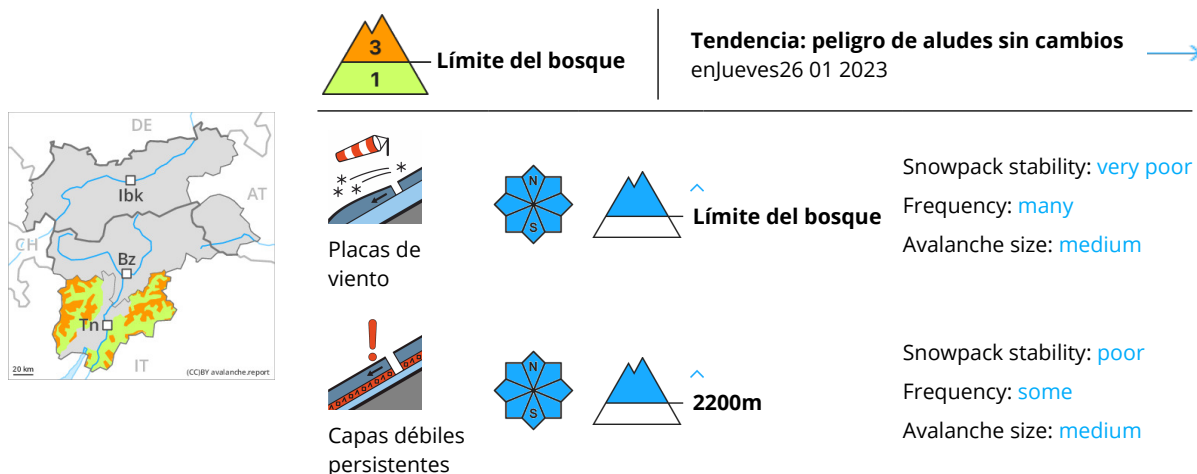 3
1
Límite del bosque
Tendencia: peligro de aludes sin cambios
enJueves26 01 2023
DE
Ibk
AT
CH
Bz
Tn
IT
20 km
(CC)BY avalanche.report
Placas de
viento
N
S
Límite del bosque
Snowpack stability: very poor
Frequency: many
Avalanche size: medium
Capas débiles
persistentes
N
S
2200m
Snowpack stability: poor
Frequency: some
Avalanche size: medium